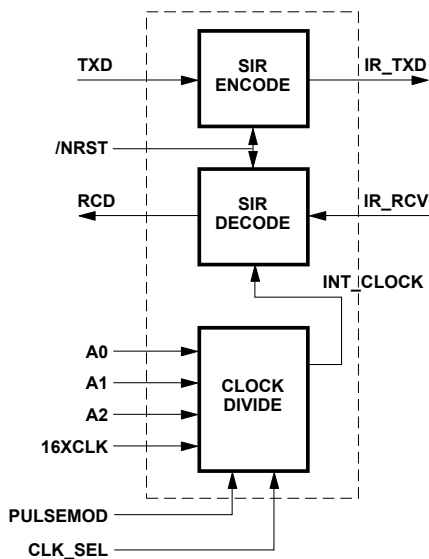 TXD
SIR
ENCODE
IR_TXD
/NRST
RCD
SIR
DECODE
IR_RCV
INT_CLOCK
A0
A1
A2
16XCLK
CLOCK
DIVIDE
PULSEMOD
CLK_SEL